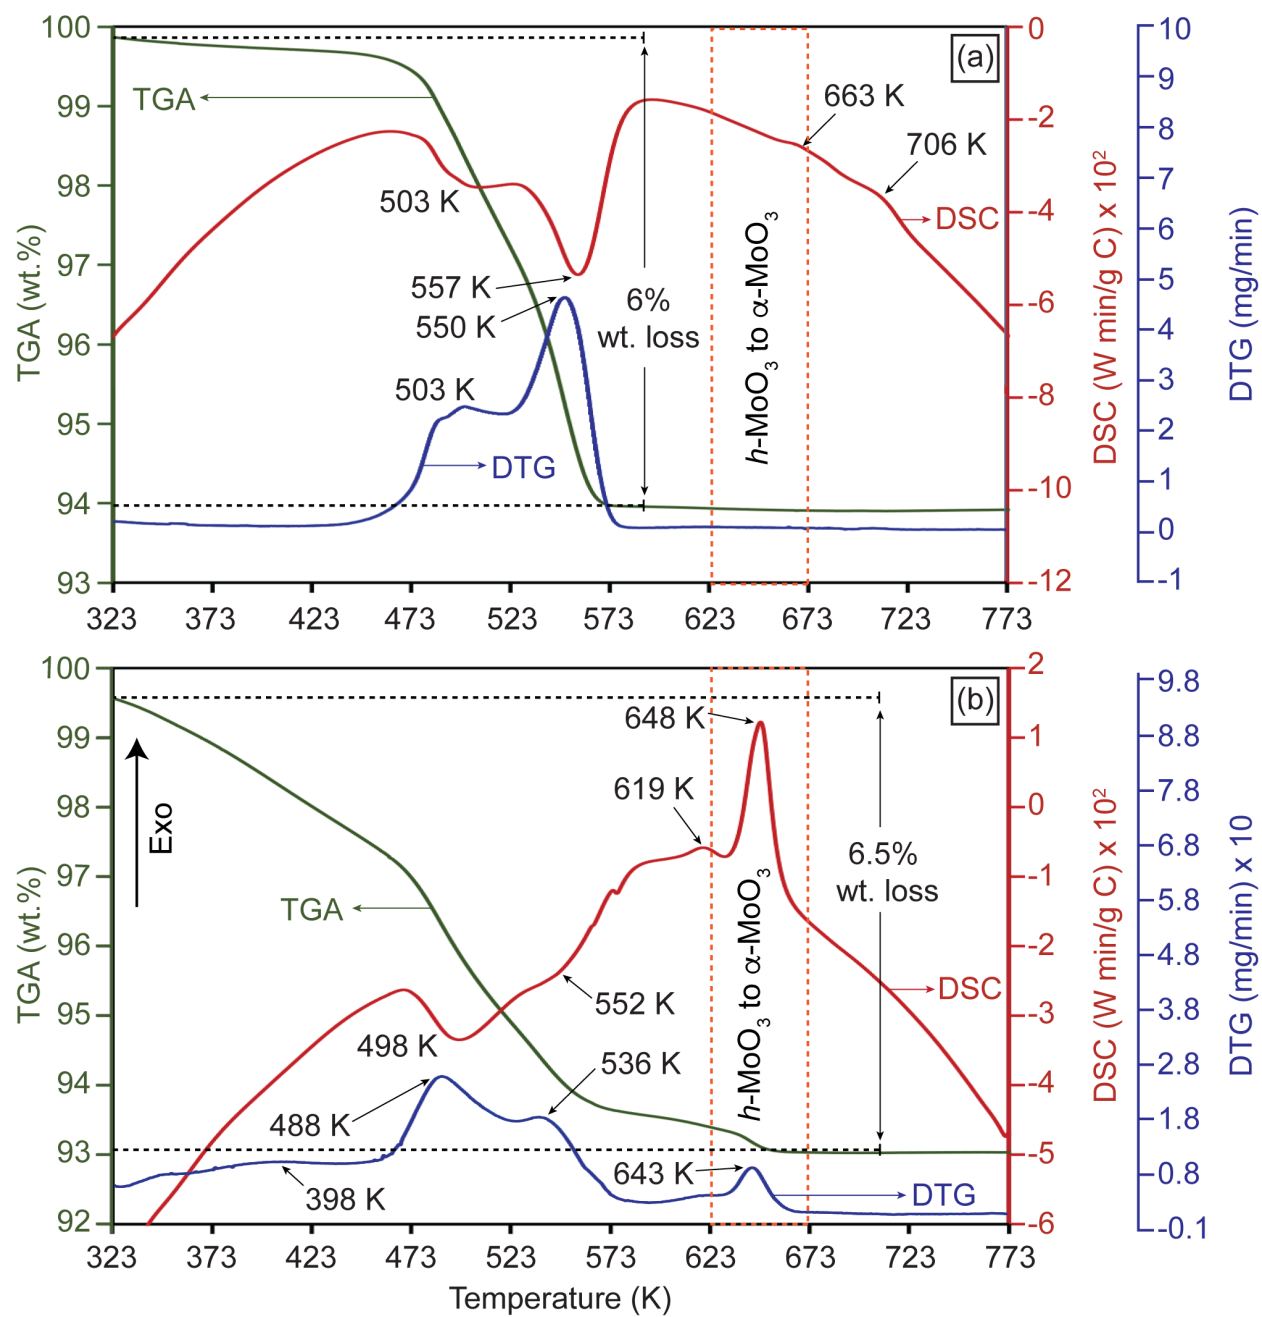 (a)
100
99
98
97
96
95
94
93
TGA (wt.%)
TGA
503 K
557 K
550 K
503 K
DTG
6%
wt. loss
h-MoO₃ to α-MoO₃
663 K
706 K
DSC
0
-2
-4
-6
-8
-10
-12
DSC (W min/g C) x 10²
10
9
8
7
6
5
4
3
2
1
0
-1
DTG (mg/min)
323 373 423 473 523 573 623 673 723 773
(b)
100
99
98
97
96
95
94
93
92
TGA (wt.%)
Exo
TGA
648 K
619 K
552 K
498 K
536 K
488 K
398 K
643 K
h-MoO₃ to α-MoO₃
6.5%
wt. loss
DSC
DTG
2
1
0
-1
-2
-3
-4
-5
-6
DSC (W min/g C) x 10²
9.8
8.8
7.8
6.8
5.8
4.8
3.8
2.8
1.8
0.8
-0.1
DTG (mg/min) x 10
323 373 423 473 523 573 623 673 723 773
Temperature (K)